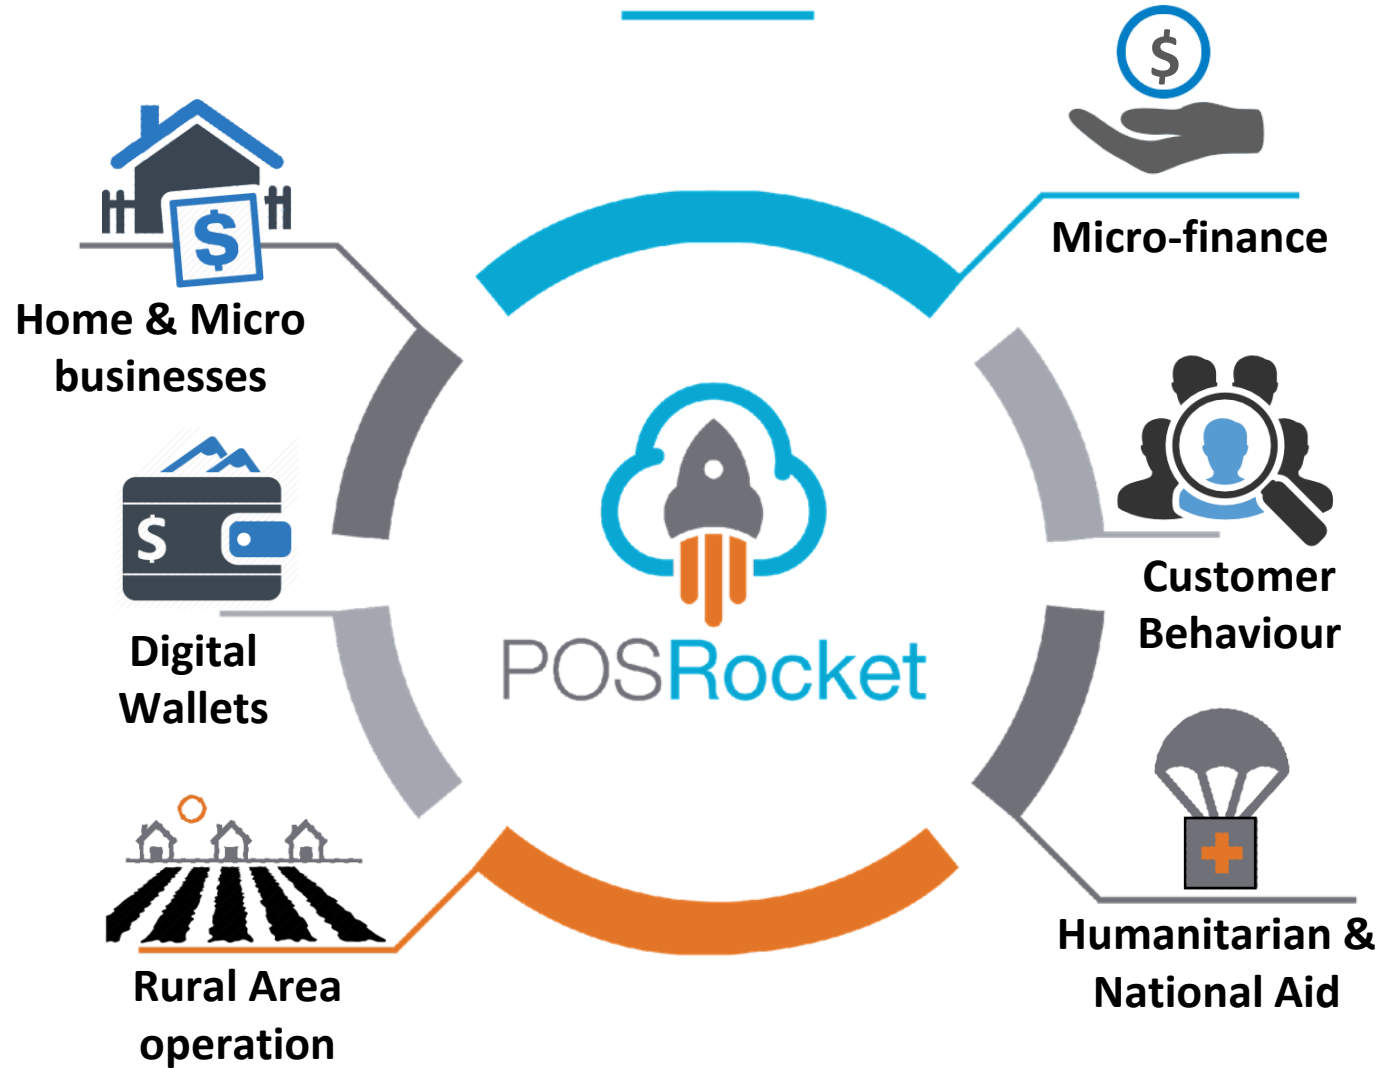 $
Micro-finance
$
Home & Micro
businesses
$
Digital
Wallets
Customer
Behaviour
POSRocket
Rural Area
operation
Humanitarian &
National Aid